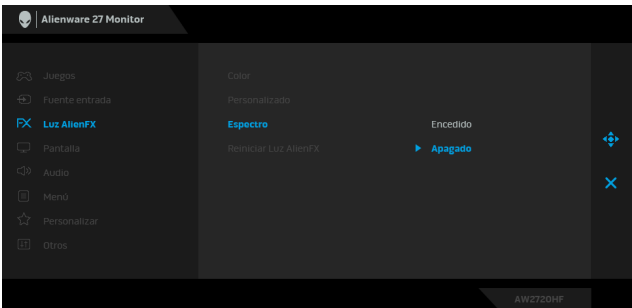 Alienware 27 Monitor
Juegos
Color
Fuente entrada
Personalizado
FX Luz AlienFX
Espectro
Encedido
Pantalla
Reiniciar Luz AlienFX
Apagado
Audio
Menú
Personalizar
Otros
AW2720HF